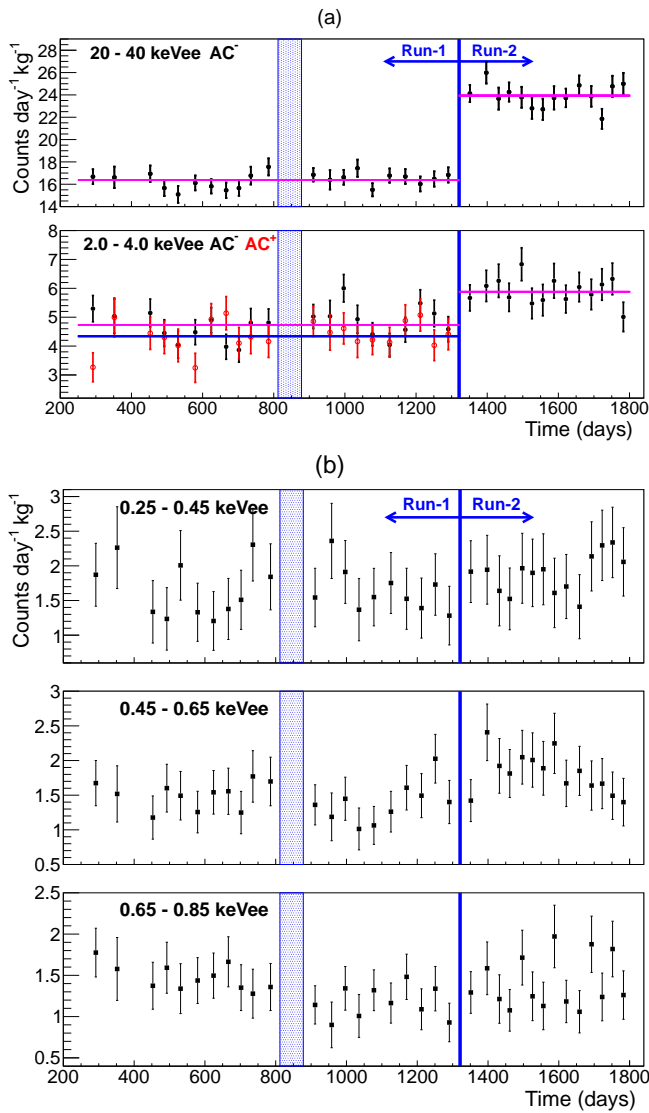 (a)
20 - 40 keVee AC⁻
Run-1 Run-2
Counts day⁻¹ kg⁻¹
28
26
24
22
20
18
16
14
2.0 - 4.0 keVee AC⁻ AC⁺
8
7
6
5
4
3
2
200 400 600 800 1000 1200 1400 1600 1800
Time (days)
(b)
0.25 - 0.45 keVee
Run-1 Run-2
Counts day⁻¹ kg⁻¹
3
2.5
2
1.5
1
0.45 - 0.65 keVee
3
2.5
2
1.5
1
0.5
0.65 - 0.85 keVee
2.5
2
1.5
1
0.5
200 400 600 800 1000 1200 1400 1600 1800
Time (days)